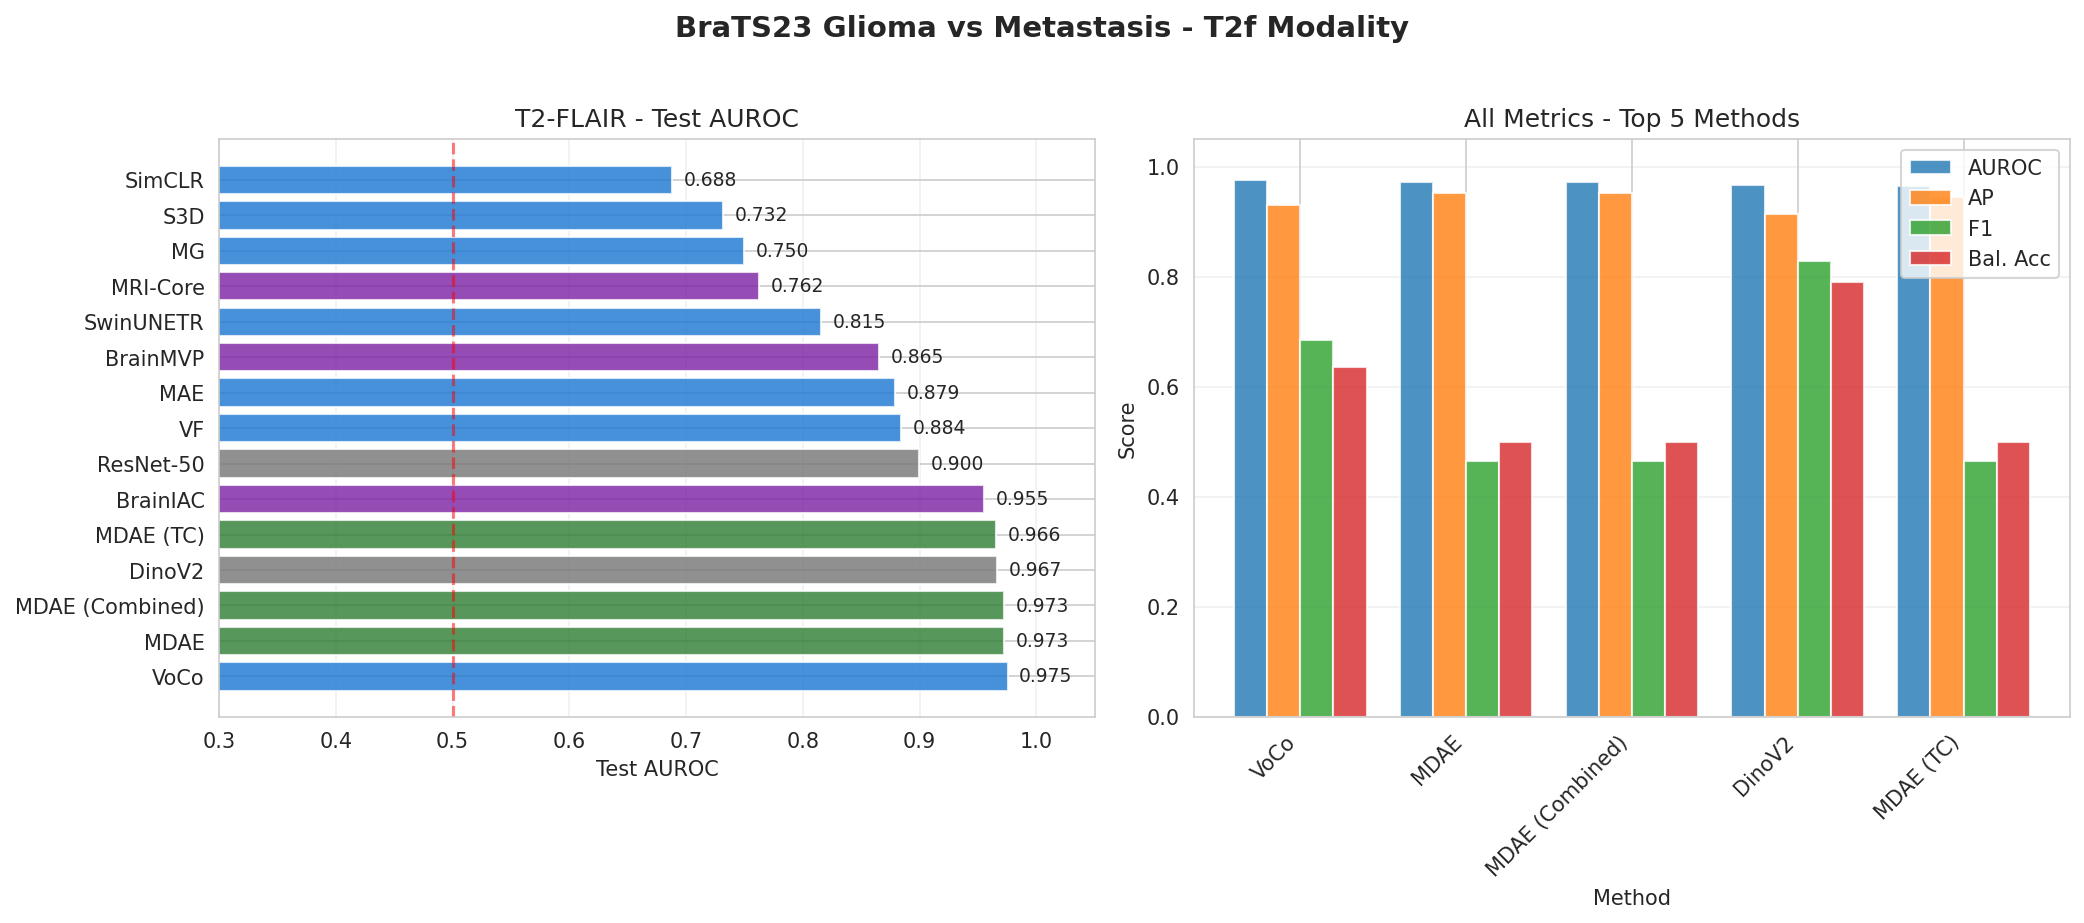 BraTS23 Glioma vs Metastasis - T2f Modality
T2-FLAIR - Test AUROC
SimCLR
0.688
S3D
0.732
MG
0.750
MRI-Core
0.762
SwinUNETR
0.815
BrainMVP
0.865
MAE
0.879
VF
0.884
ResNet-50
0.900
BrainIAC
0.955
MDAE (TC)
0.966
DinoV2
0.967
MDAE (Combined)
0.973
MDAE
0.973
VoCo
0.975
0.3 0.4 0.5 0.6 0.7 0.8 0.9 1.0
Test AUROC
All Metrics - Top 5 Methods
AUROC
AP
F1
Bal. Acc
1.0
0.8
0.6
0.4
0.2
0.0
Score
VoCo
MDAE
MDAE (Combined)
DinoV2
MDAE (TC)
Method